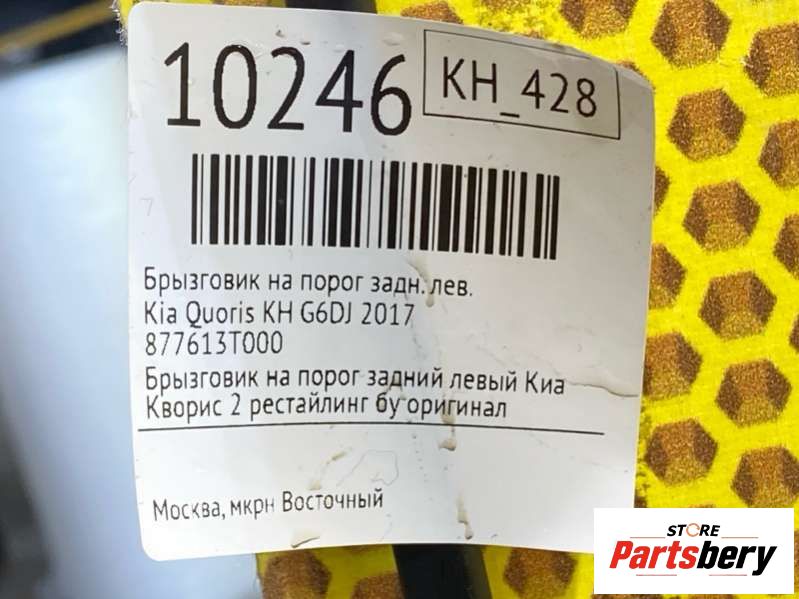 10246
KH_428
Брызговик на порог задн. лев.
Kia Quoris KH G6DJ 2017
877613T000
Брызговик на порог задний левый Киа
Кворис 2 рестайлинг бу оригинал
Москва, мкрн Восточный
STORE
Partsbery